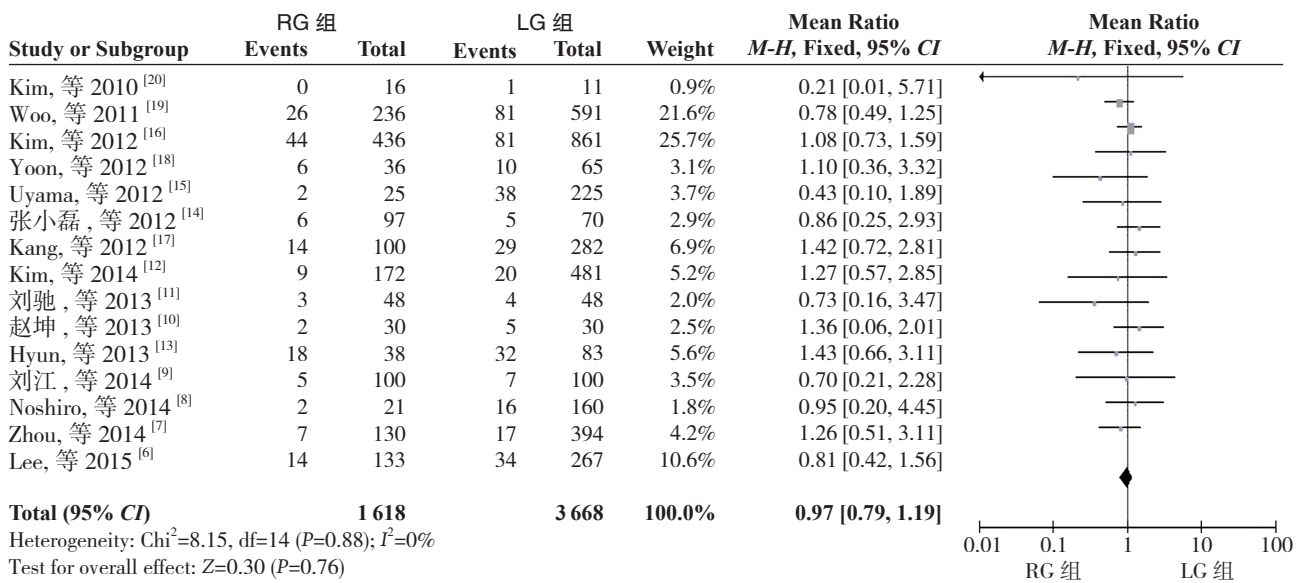 RG 组 LG 组 Mean Ratio Mean Ratio
Study or Subgroup Events Total Events Total Weight M-H, Fixed, 95% CI M-H, Fixed, 95% CI
Kim, 等 2010 [20] 0 16 1 11 0.9% 0.21 [0.01, 5.71]
Woo, 等 2011 [19] 26 236 81 591 21.6% 0.78 [0.49, 1.25]
Kim, 等 2012 [16] 44 436 81 861 25.7% 1.08 [0.73, 1.59]
Yoon, 等 2012 [18] 6 36 10 65 3.1% 1.10 [0.36, 3.32]
Uyama, 等 2012 [15] 2 25 38 225 3.7% 0.43 [0.10, 1.89]
张小磊 , 等 2012 [14] 6 97 5 70 2.9% 0.86 [0.25, 2.93]
Kang, 等 2012 [17] 14 100 29 282 6.9% 1.42 [0.72, 2.81]
Kim, 等 2014 [12] 9 172 20 481 5.2% 1.27 [0.57, 2.85]
刘驰 , 等 2013 [11] 3 48 4 48 2.0% 0.73 [0.16, 3.47]
赵坤 , 等 2013 [10] 2 30 5 30 2.5% 1.36 [0.06, 2.01]
Hyun, 等 2013 [13] 18 38 32 83 5.6% 1.43 [0.66, 3.11]
刘江 , 等 2014 [9] 5 100 7 100 3.5% 0.70 [0.21, 2.28]
Noshiro, 等 2014 [8] 2 21 16 160 1.8% 0.95 [0.20, 4.45]
Zhou, 等 2014 [7] 7 130 17 394 4.2% 1.26 [0.51, 3.11]
Lee, 等 2015 [6] 14 133 34 267 10.6% 0.81 [0.42, 1.56]
Total (95% CI) 1 618 3 668 100.0% 0.97 [0.79, 1.19]
Heterogeneity: Chi²=8.15, df=14 (P=0.88); I²=0%
Test for overall effect: Z=0.30 (P=0.76)
0.01 0.1 1 10 100
RG 组 LG 组